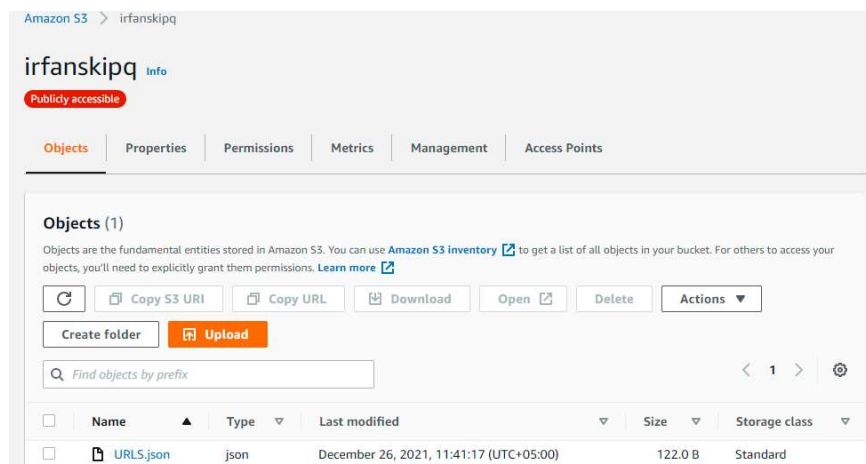 Amazon S3 > irfanskipq
irfanskipq Info
Publicly accessible
Objects Properties Permissions Metrics Management Access Points
Objects (1)
Objects are the fundamental entities stored in Amazon S3. You can use Amazon S3 inventory to get a list of all objects in your bucket. For others to access your
objects, you'll need to explicitly grant them permissions. Learn more
Copy S3 URI Copy URL Download Open Delete Actions ▼
Create folder Upload
Find objects by prefix < 1 >
Name ▲ Type ▽ Last modified ▽ Size ▽ Storage class ▽
URLS.json json December 26, 2021, 11:41:17 (UTC+05:00) 122.0 B Standard